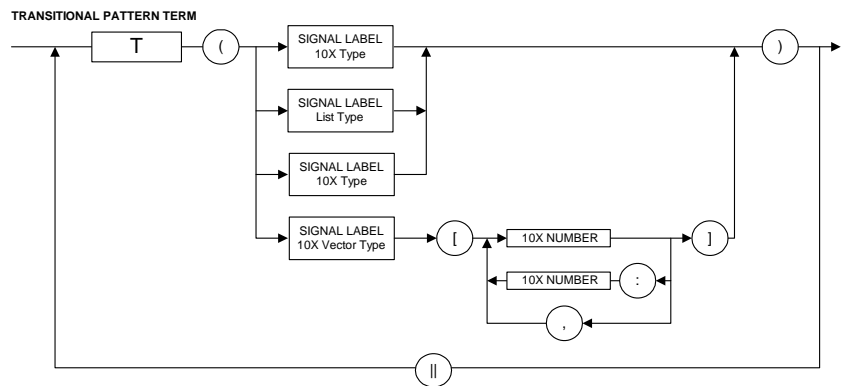 TRANSITIONAL PATTERN TERM
T
(
SIGNAL LABEL
10X Type
)
SIGNAL LABEL
List Type
SIGNAL LABEL
10X Type
SIGNAL LABEL
10X Vector Type
[
10X NUMBER
]
10X NUMBER
:
,
||